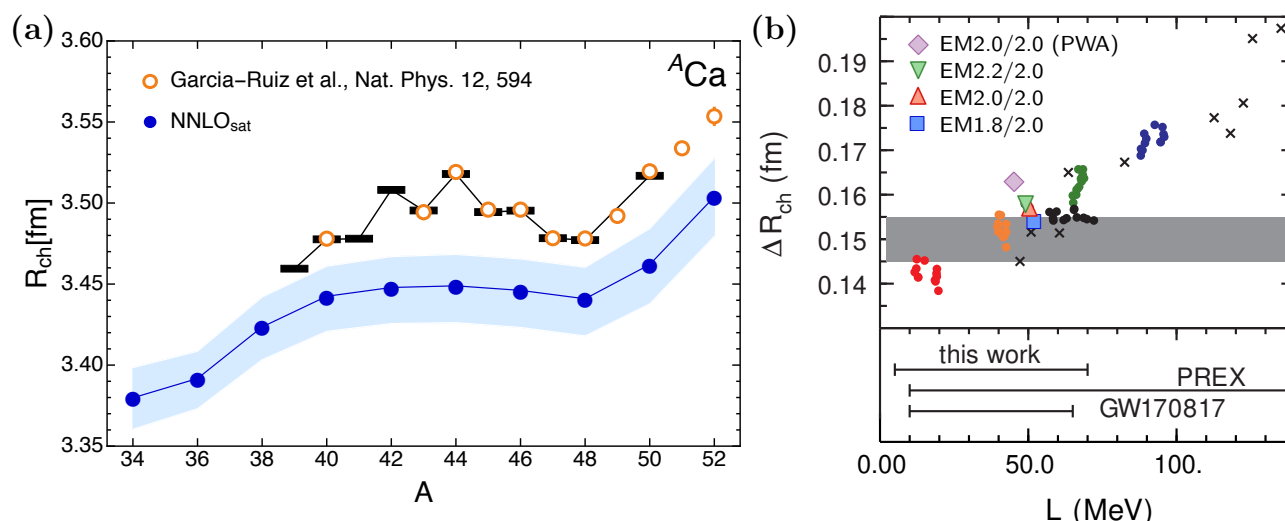 (a)
3.60
3.55
3.50
3.45
3.40
3.35
R_ch[fm]
Garcia–Ruiz et al., Nat. Phys. 12, 594
NNLO_sat
^A Ca
34 36 38 40 42 44 46 48 50 52
A
(b)
0.19
0.18
0.17
0.16
0.15
0.14
Δ R_ch (fm)
EM2.0/2.0 (PWA)
EM2.2/2.0
EM2.0/2.0
EM1.8/2.0
this work
PREX
GW170817
0.00 50.0 100.
L (MeV)